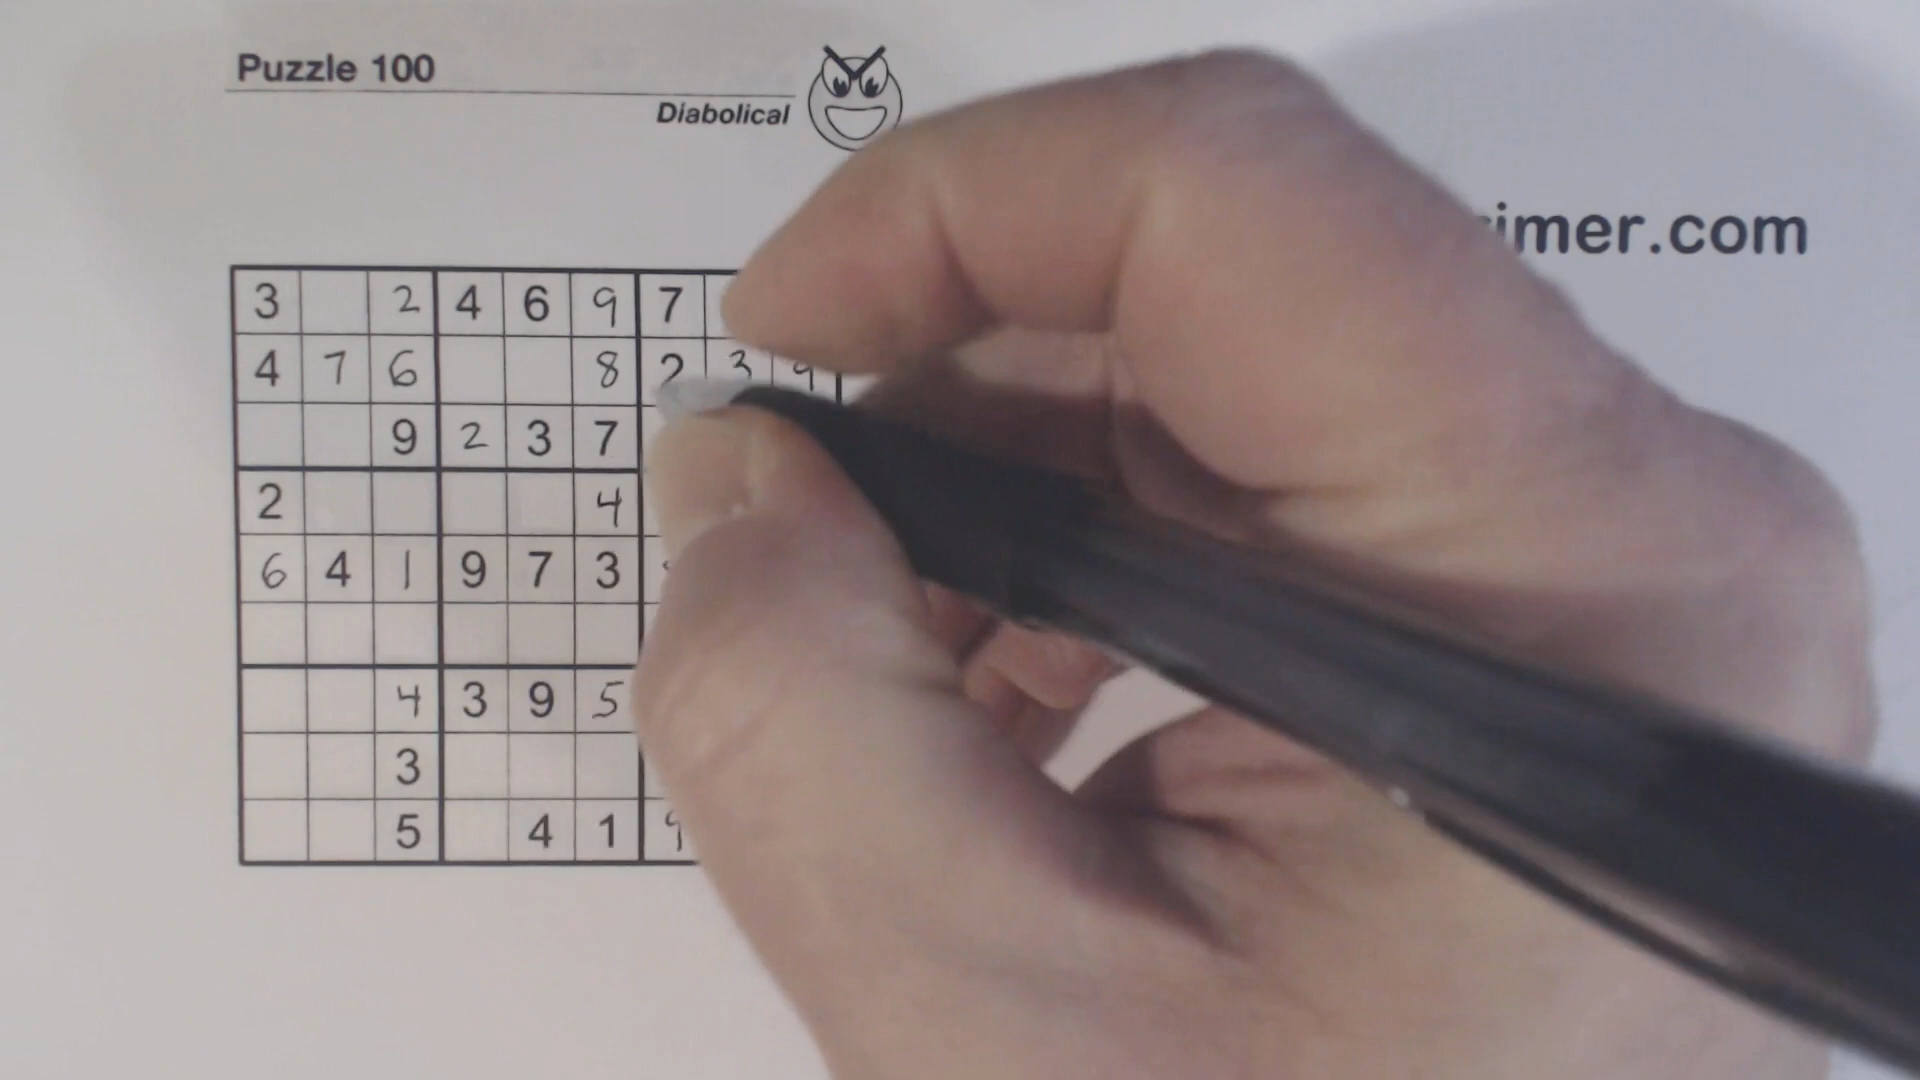 Puzzle 100
Diabolical
imer.com
3 2 4 6 9 7
4 7 6 8 2 3 9
9 2 3 7
2 4
6 4 1 9 7 3
4 3 9 5
3
5 4 1 9